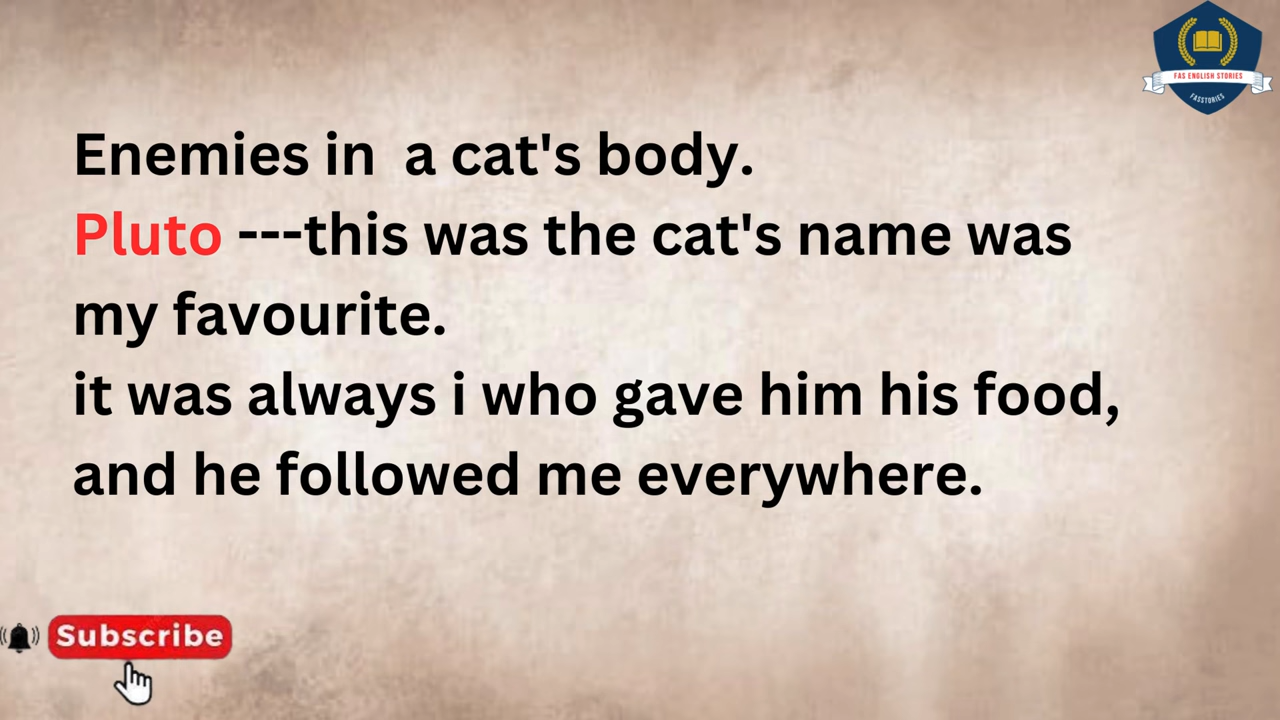 FAS ENGLISH STORIES
FASSTORIES
Enemies in  a cat's body.
Pluto ---this was the cat's name was
my favourite.
it was always i who gave him his food,
and he followed me everywhere.
Subscribe